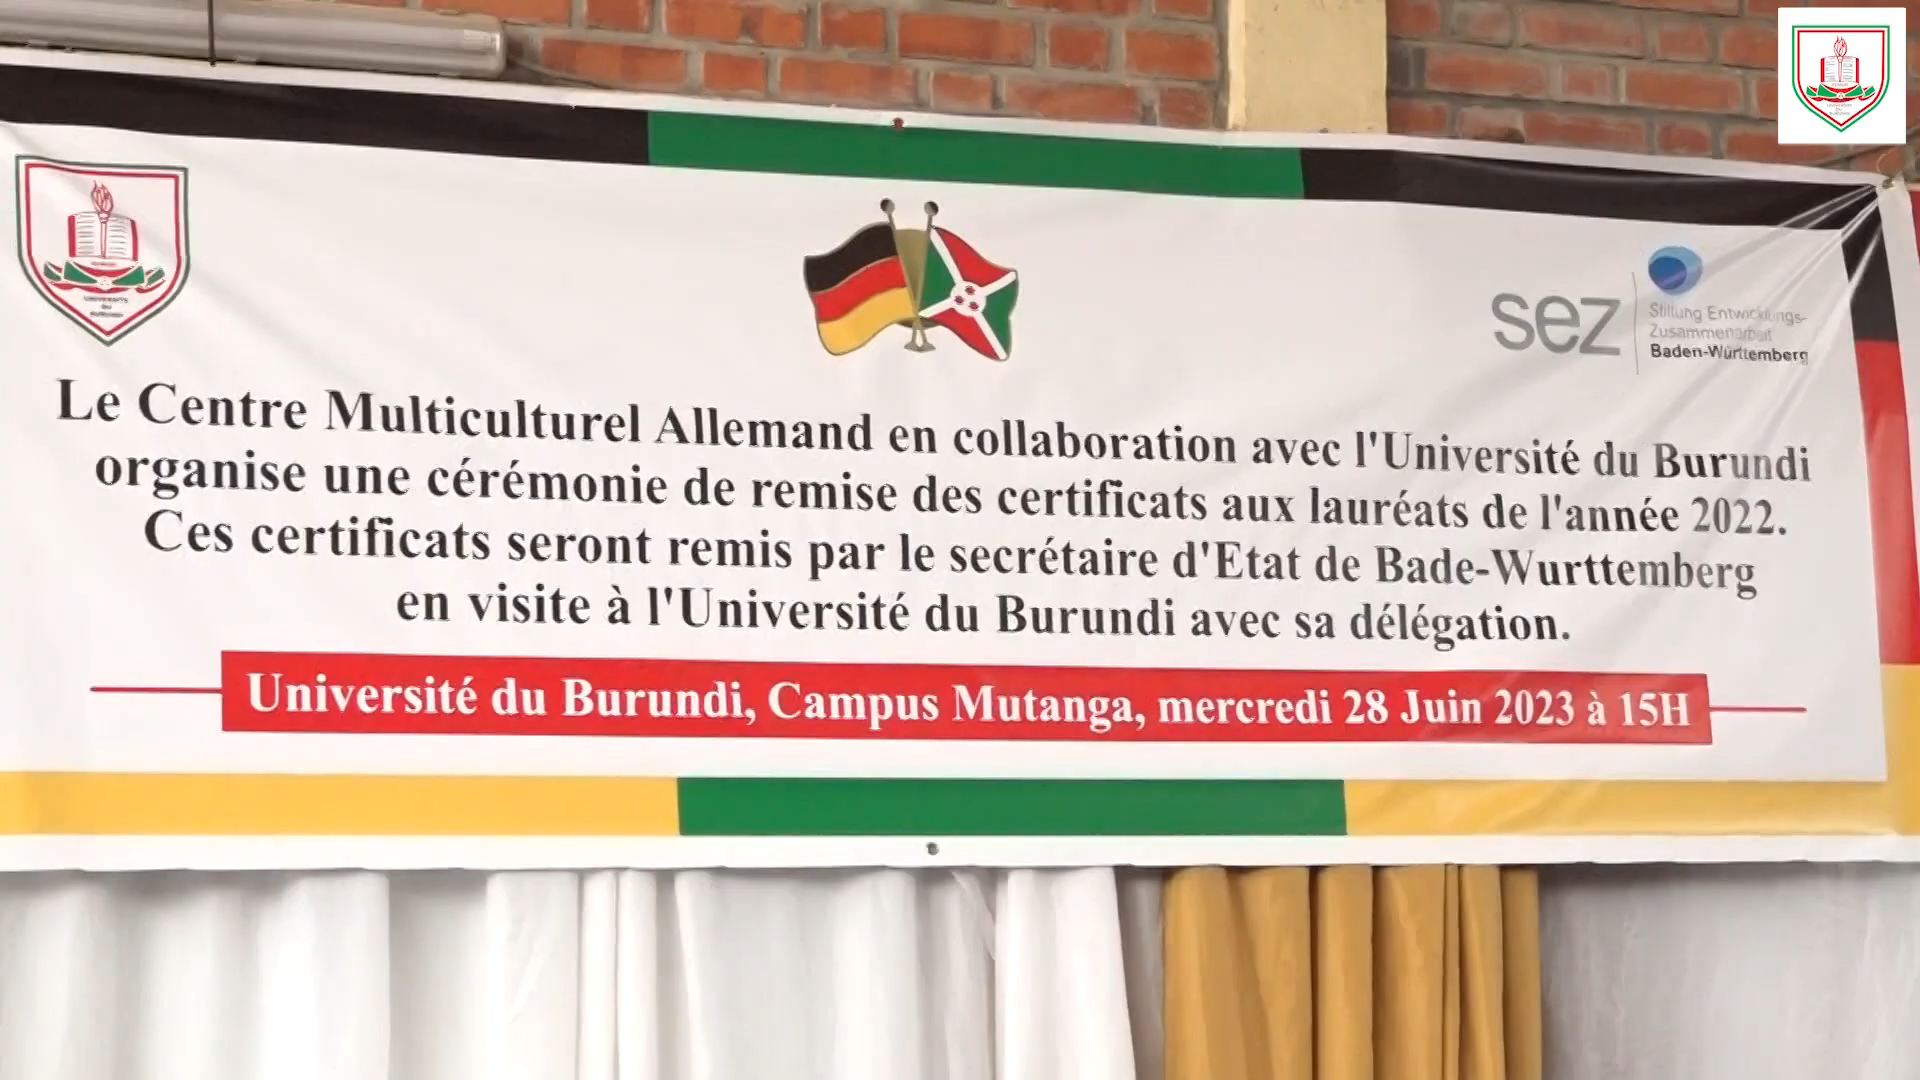 UNIVERSITE
DU
BURUNDI
sez
Stiftung Entwicklungs-
Zusammenarbeit
Baden-Württemberg
Le Centre Multiculturel Allemand en collaboration avec l'Université du Burundi
organise une cérémonie de remise des certificats aux lauréats de l'année 2022.
Ces certificats seront remis par le secrétaire d'Etat de Bade-Wurttemberg
en visite à l'Université du Burundi avec sa délégation.
Université du Burundi, Campus Mutanga, mercredi 28 Juin 2023 à 15H